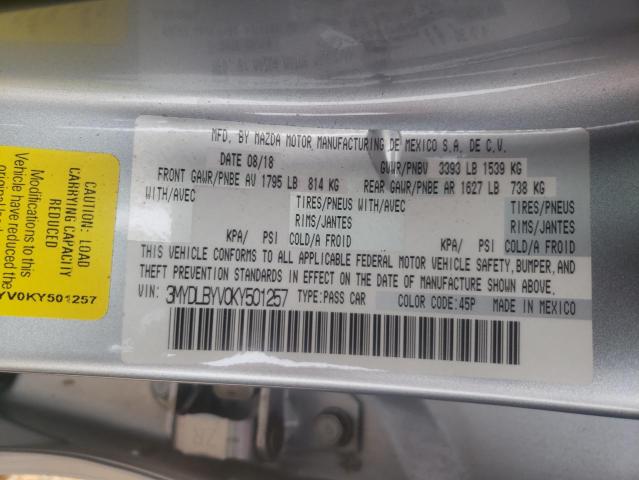 MFD. BY MAZDA MOTOR MANUFACTURING DE MEXICO S.A. DE C.V.
DATE 08/18 GVWR/PNBV 3393 LB 1539 KG
FRONT GAWR/PNBE AV 1795 LB 814 KG REAR GAWR/PNBE AR 1627 LB 738 KG
WITH/AVEC TIRES/PNEUS WITH/AVEC TIRES/PNEUS
RIMS/JANTES RIMS/JANTES
KPA/ PSI COLD/A FROID KPA/ PSI COLD/A FROID
THIS VEHICLE CONFORMS TO ALL APPLICABLE FEDERAL MOTOR VEHICLE SAFETY,BUMPER,AND
THEFT PREVENTION STANDARDS IN EFFECT ON THE DATE OF MANUFACTURE SHOWN ABOVE.
VIN: 3MYDLBYV0KY501257 TYPE:PASS CAR COLOR CODE:45P MADE IN MEXICO
CAUTION: LOAD
CARRYING CAPACITY
REDUCED
Modifications to this
vehicle have reduced the
original
YV0KY501257
ZR